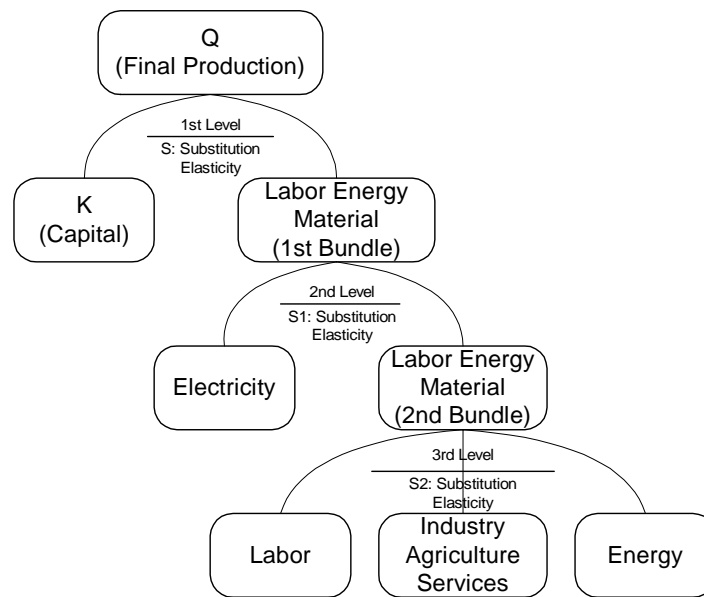 Q
(Final Production)
1st Level
S: Substitution
Elasticity
K
(Capital)
Labor Energy
Material
(1st Bundle)
2nd Level
S1: Substitution
Elasticity
Electricity
Labor Energy
Material
(2nd Bundle)
3rd Level
S2: Substitution
Elasticity
Labor
Industry
Agriculture
Services
Energy